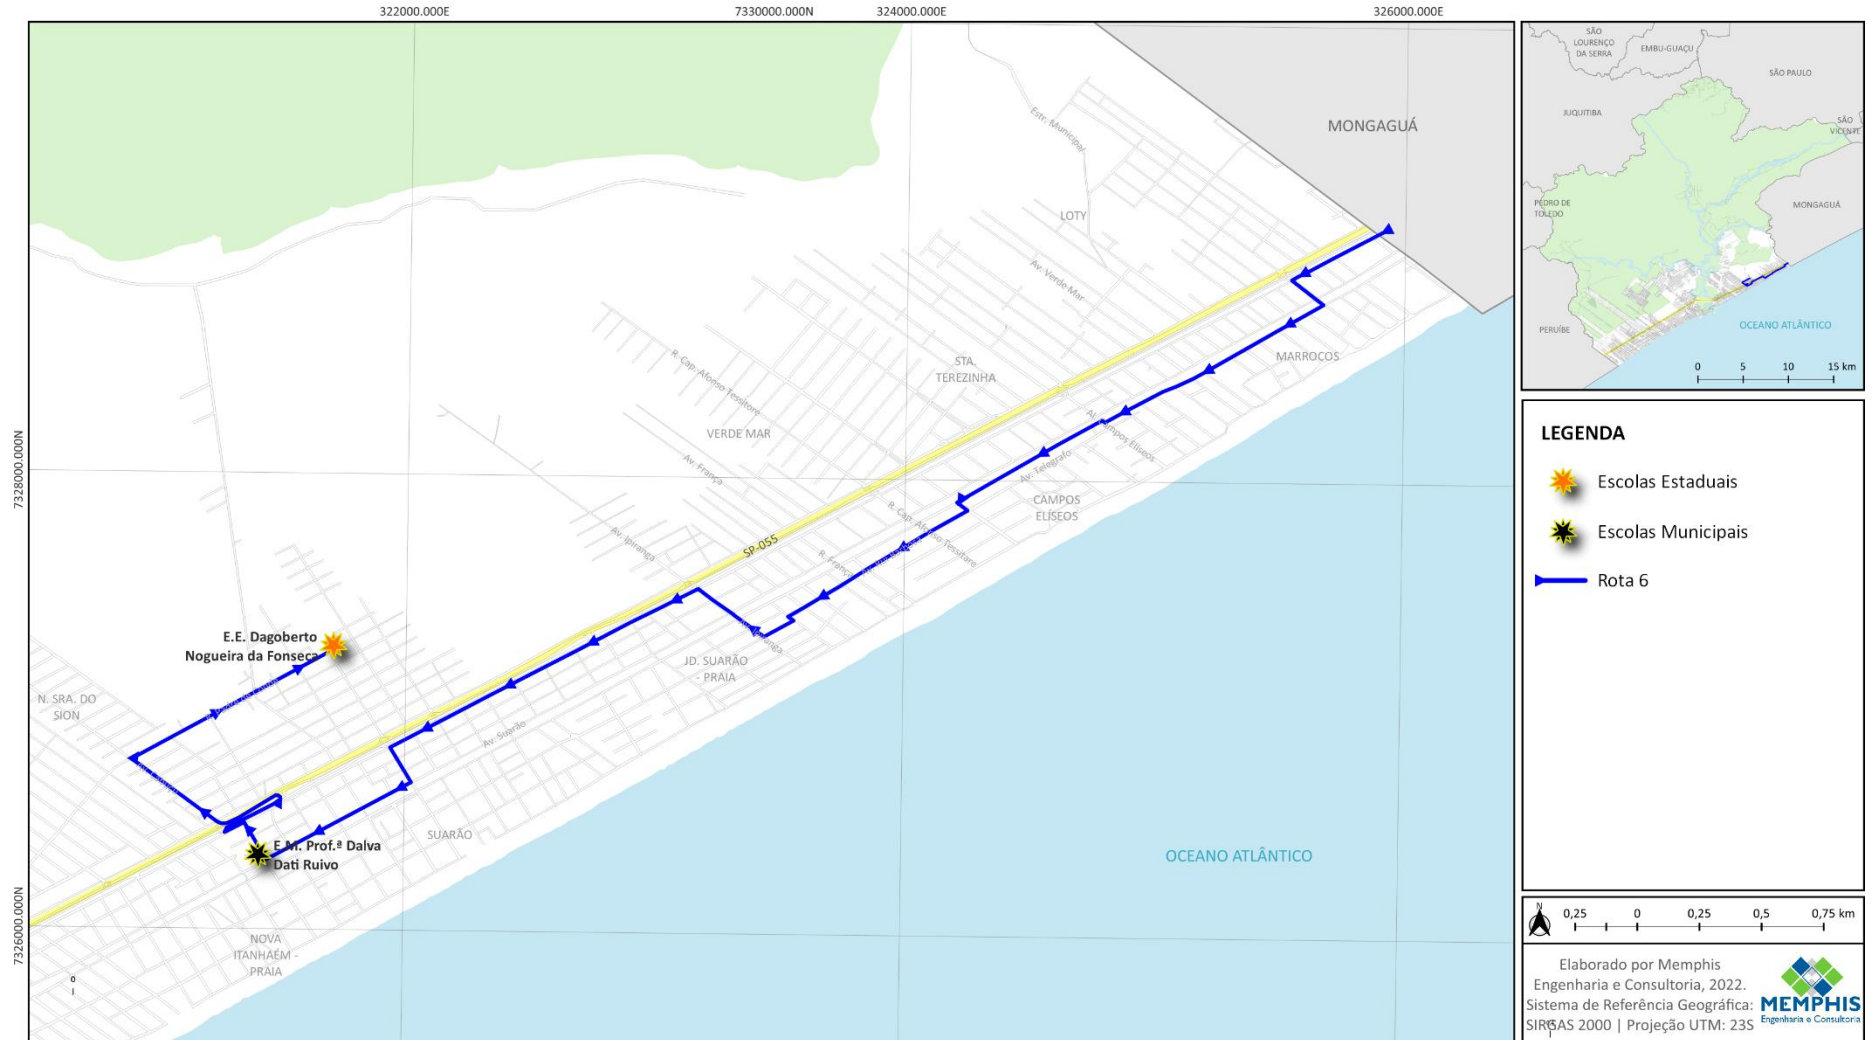 322000.000E
7330000.000N
324000.000E
326000.000E
7328000.000N
7326000.000N
MONGAGUÁ
Estr. Municipal
LOTY
Av. Verde Mar
MARROCOS
STA.
TEREZINHA
R. Cap. Afonso Tessitore
VERDE MAR
Al. Campos Eliseos
Av. Telegrafo
CAMPOS
ELÍSEOS
Av. França
R. Cap. Afonso Tessitore
SP-055
Av. Ipiranga
R. França
E.E. Dagoberto
Nogueira da Fonseca
JD. SUARÃO
- PRAIA
N. SRA. DO
SION
Av. Suarão
SUARÃO
E.M. Prof.ª Dalva
Dati Ruivo
OCEANO ATLÂNTICO
NOVA
ITANHAÉM -
PRAIA
SÃO
LOURENÇO
DA SERRA
EMBU-GUAÇU
SÃO PAULO
JUQUITIBA
SÃO
VICENTE
PEDRO DE
TOLEDO
MONGAGUÁ
PERUÍBE
OCEANO ATLÂNTICO
0 5 10 15 km
LEGENDA
Escolas Estaduais
Escolas Municipais
Rota 6
N
0,25 0 0,25 0,5 0,75 km
Elaborado por Memphis
Engenharia e Consultoria, 2022.
Sistema de Referência Geográfica:
SIRGAS 2000 | Projeção UTM: 23S
MEMPHIS
Engenharia e Consultoria